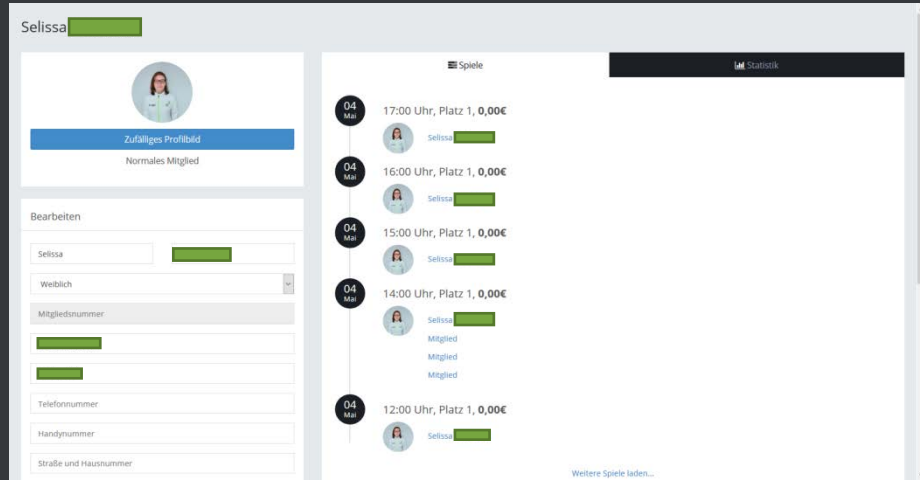 Selissa
Zufälliges Profilbild
Normales Mitglied
Bearbeiten
Selissa
Weiblich
Mitgliedsnummer
Telefonnummer
Handynummer
Straße und Hausnummer
Spiele
Statistik
04
Mai
17:00 Uhr, Platz 1, 0,00€
Selissa
04
Mai
16:00 Uhr, Platz 1, 0,00€
Selissa
04
Mai
15:00 Uhr, Platz 1, 0,00€
Selissa
04
Mai
14:00 Uhr, Platz 1, 0,00€
Selissa
Mitglied
Mitglied
Mitglied
04
Mai
12:00 Uhr, Platz 1, 0,00€
Selissa
Weitere Spiele laden...